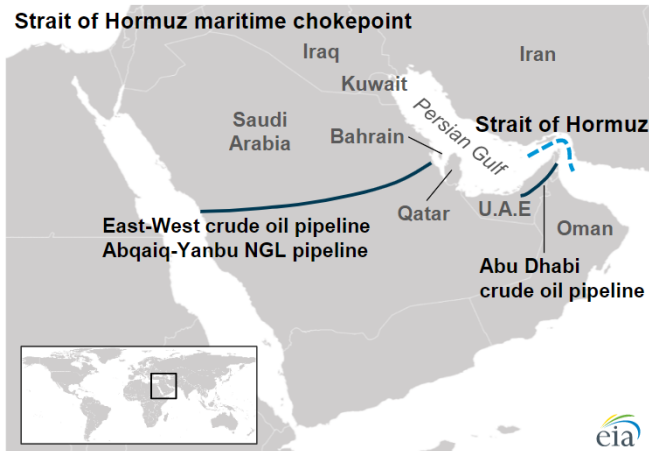 Strait of Hormuz maritime chokepoint
Iraq
Iran
Kuwait
Saudi
Arabia
Persian Gulf
Strait of Hormuz
Bahrain
Qatar
U.A.E
Oman
East-West crude oil pipeline
Abqaiq-Yanbu NGL pipeline
Abu Dhabi
crude oil pipeline
eia